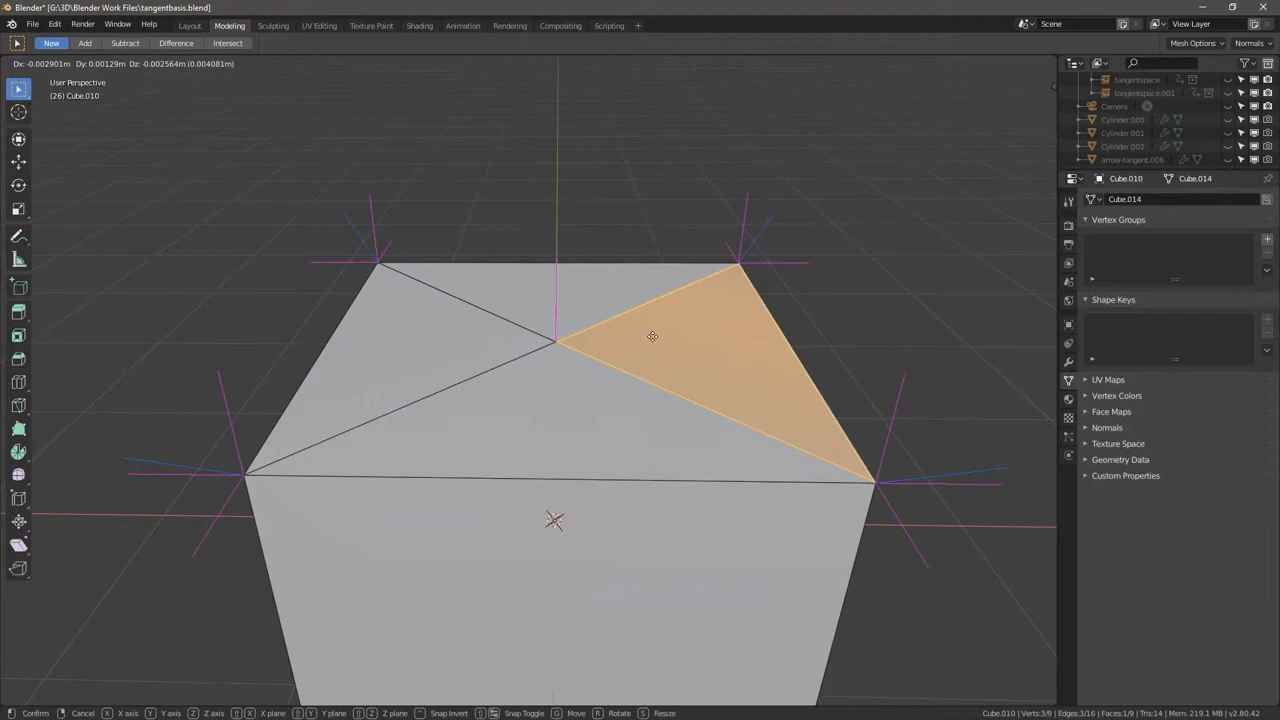 Blender* [G:\3D\Blender Work Files\tangentbasis.blend]
File Edit Render Window Help Layout Modeling Sculpting UV Editing Texture Paint Shading Animation Rendering Compositing Scripting + Scene View Layer
New Add Subtract Difference Intersect Mesh Options Normals
Dx: -0.002901m Dy: 0.00129m Dz: -0.002564m (0.004081m)
User Perspective
(26) Cube.010
tangentspace
tangentspace.001
Camera
Cylinder.000
Cylinder.001
Cylinder.002
arrow-tangent.006
Cube.010 Cube.014
Cube.014
Vertex Groups
Shape Keys
UV Maps
Vertex Colors
Face Maps
Normals
Texture Space
Geometry Data
Custom Properties
Confirm Cancel X X axis Y Y axis Z Z axis X X plane Y Y plane Z Z plane Snap Invert Snap Toggle G Move R Rotate S Resize Cube.010 | Verts:3/9 | Edges:3/16 | Faces:1/9 | Tris:14 | Mem: 219.1 MB | v2.80.42